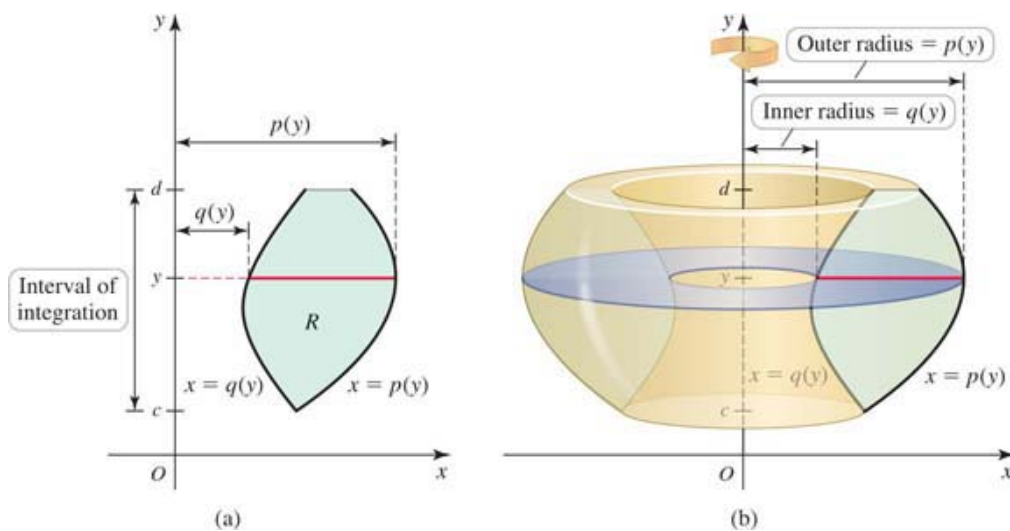 y
p(y)
d
q(y)
y
Interval of
integration
R
x = q(y)
x = p(y)
c
O
x
(a)
y
Outer radius = p(y)
Inner radius = q(y)
d
y
x = q(y)
x = p(y)
c
O
x
(b)